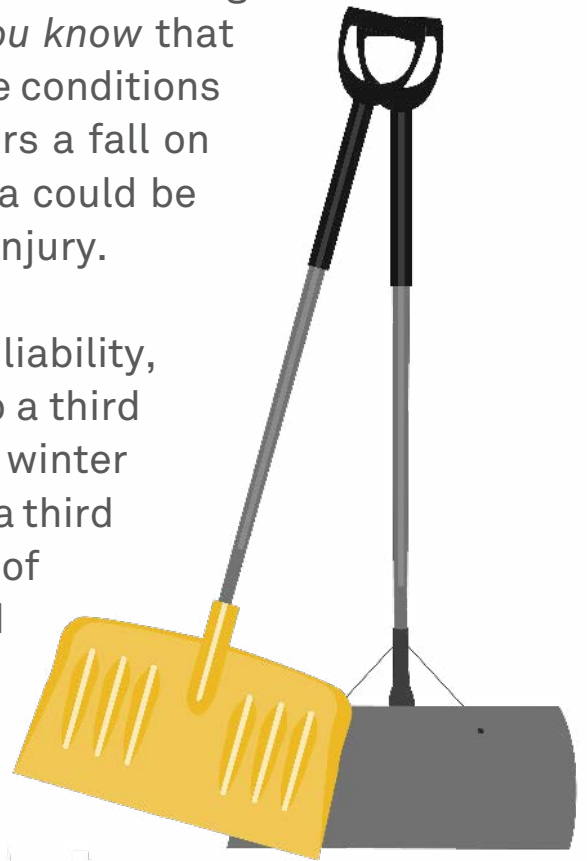 ou know that
e conditions
rs a fall on
a could be
njury.
liability,
o a third
winter
a third
of